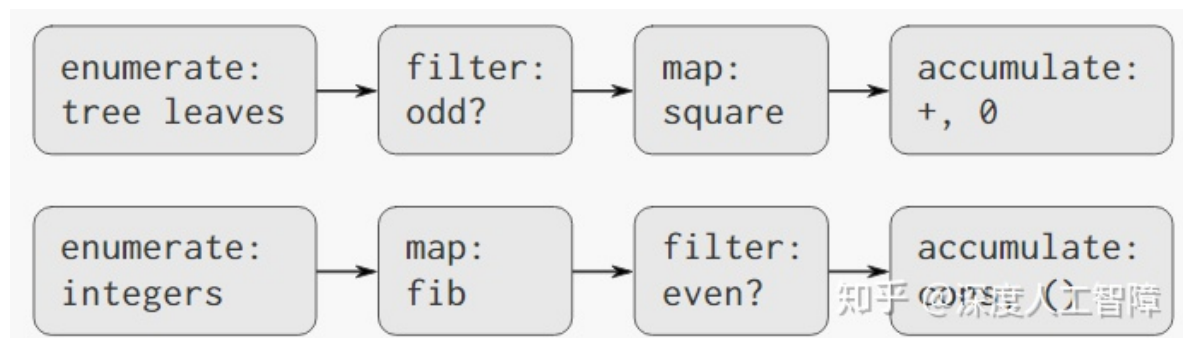 enumerate:
tree leaves
filter:
odd?
map:
square
accumulate:
+, 0
enumerate:
integers
map:
fib
filter:
even?
accumulate:
cons, ()
知乎 @深度人工智障